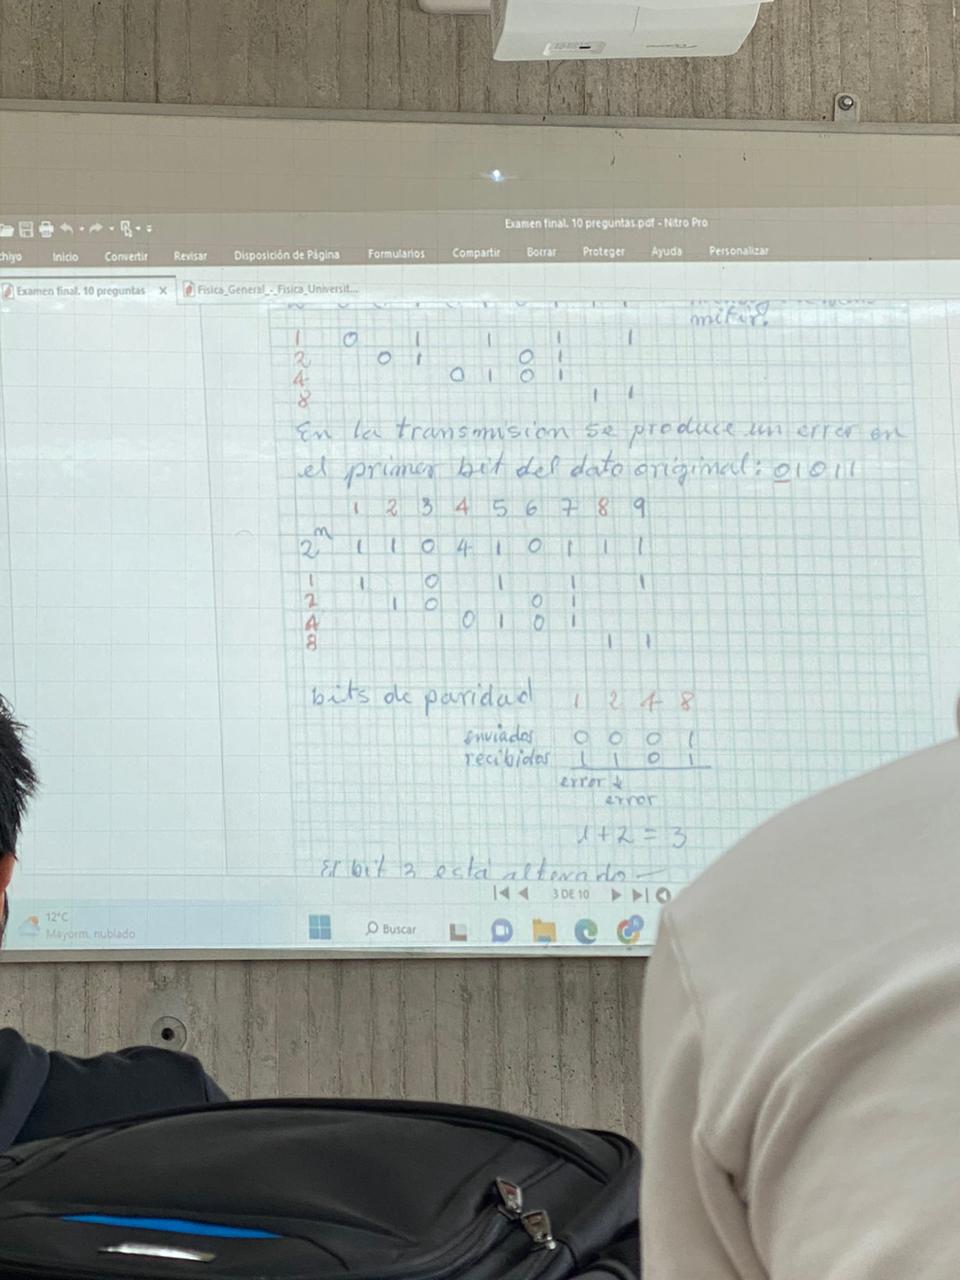 Examen final. 10 preguntas.pdf - Nitro Pro
chivo Inicio Convertir Revisar Disposición de Página Formularios Compartir Borrar Proteger Ayuda Personalizar
Examen final. 10 preguntas × Fisica_General_-_Fisica_Universit...
mitir.
1 0 1 1 1 1
2 0 1 0 1
4 0 1 0 1
8 1 1
En la transmision se produce un error en
el primer bit del dato original: 01011
1 2 3 4 5 6 7 8 9
2ⁿ 1 1 0 4 1 0 1 1 1
1 1 0 1 1 1
2 1 0 0 1
4 0 1 0 1
8 1 1
bits de paridad 1 2 4 8
enviados 0 0 0 1
recibidos 1 1 0 1
error ↓
error
1+2 = 3
El bit 3 está alterado
3 DE 10
12°C
Mayorm. nublado
Buscar